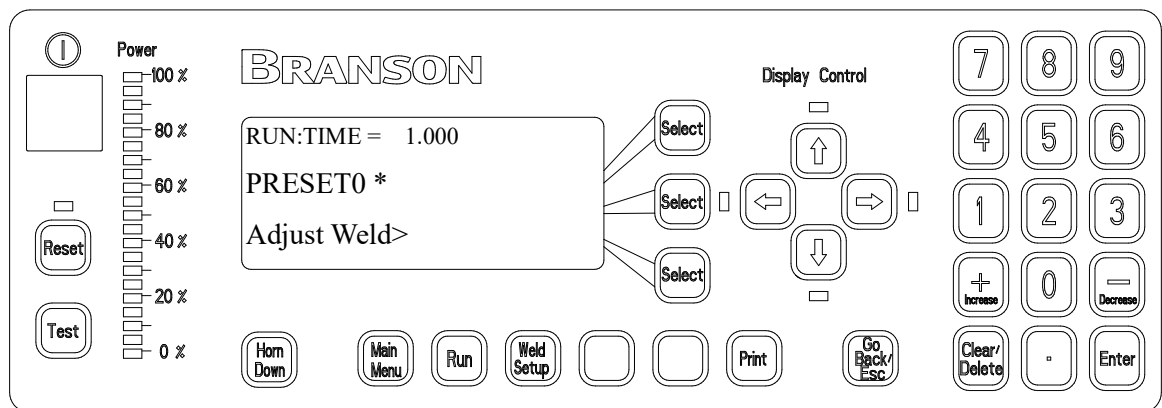 Power
100 %
80 %
60 %
40 %
20 %
0 %
Reset
Test
BRANSON
RUN:TIME = 1.000
PRESET0 *
Adjust Weld>
Select
Select
Select
Display Control
Horn
Down
Main
Menu
Run
Weld
Setup
Print
Go
Back/
Esc
7 8 9
4 5 6
1 2 3
+
Increase
0
—
Decrease
Clear/
Delete
.
Enter